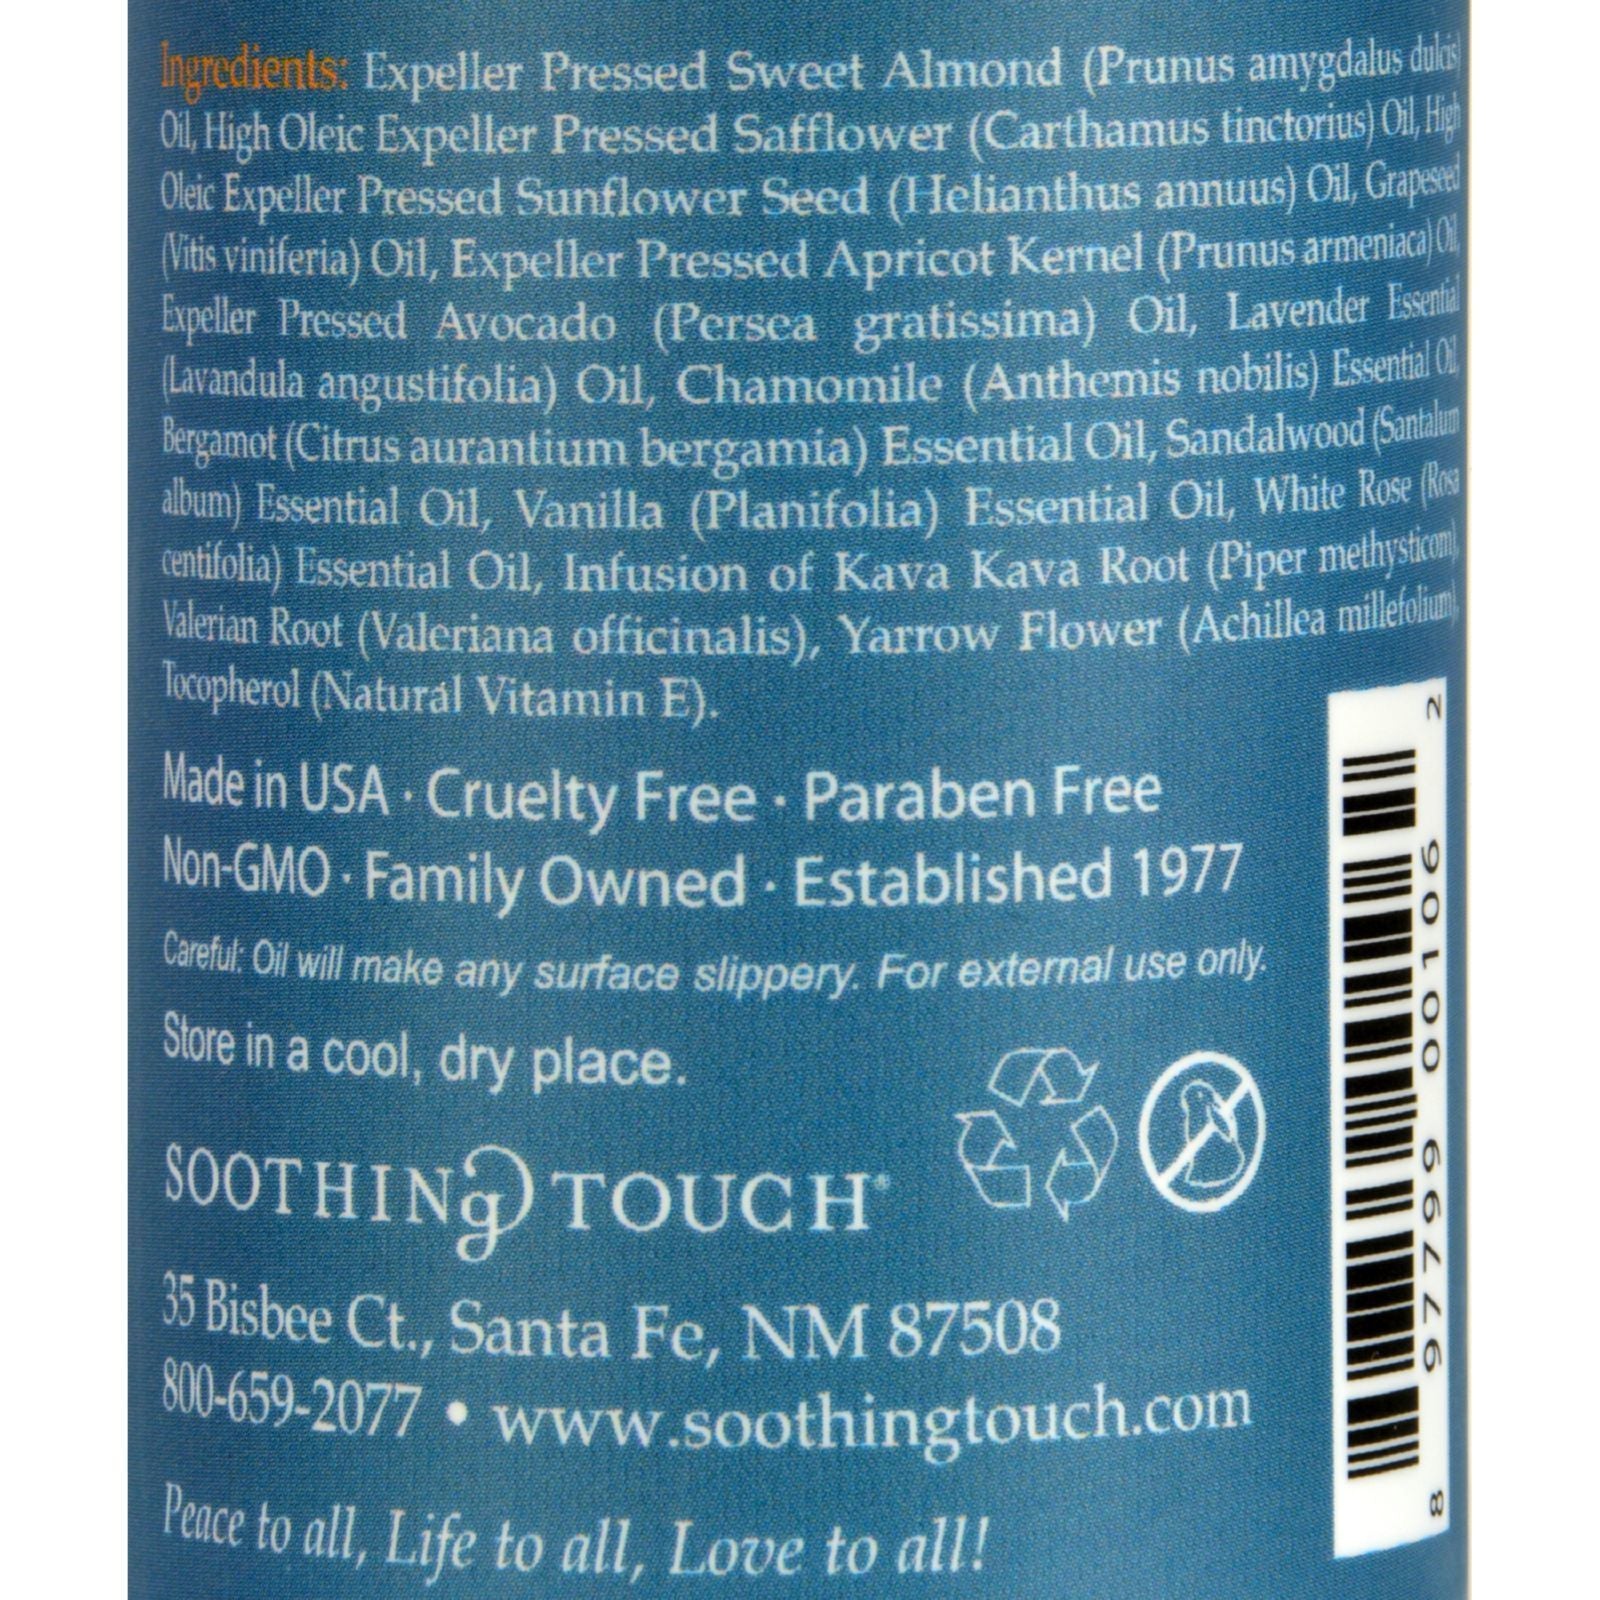 Ingredients: Expeller Pressed Sweet Almond (Prunus amygdalus dulcis)
Oil, High Oleic Expeller Pressed Safflower (Carthamus tinctorius) Oil, High
Oleic Expeller Pressed Sunflower Seed (Helianthus annuus) Oil, Grapeseed
(Vitis viniferia) Oil, Expeller Pressed Apricot Kernel (Prunus armeniaca) Oil,
Expeller Pressed Avocado (Persea gratissima) Oil, Lavender Essential
(Lavandula angustifolia) Oil, Chamomile (Anthemis nobilis) Essential Oil,
Bergamot (Citrus aurantium bergamia) Essential Oil, Sandalwood (Santalum
album) Essential Oil, Vanilla (Planifolia) Essential Oil, White Rose (Rosa
centifolia) Essential Oil, Infusion of Kava Kava Root (Piper methysticom),
Valerian Root (Valeriana officinalis), Yarrow Flower (Achillea millefolium),
Tocopherol (Natural Vitamin E).
Made in USA · Cruelty Free · Paraben Free
Non-GMO · Family Owned · Established 1977
Careful: Oil will make any surface slippery. For external use only.
Store in a cool, dry place.
SOOTHING TOUCH®
35 Bisbee Ct., Santa Fe, NM 87508
800-659-2077 • www.soothingtouch.com
Peace to all, Life to all, Love to all!
8 97799 00106 2